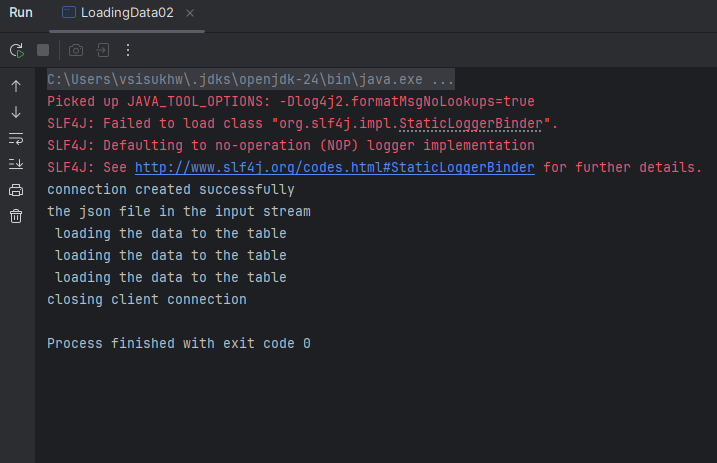 Run LoadingData02
C:\Users\vsisukhw\.jdks\openjdk-24\bin\java.exe ...
Picked up JAVA_TOOL_OPTIONS: -Dlog4j2.formatMsgNoLookups=true
SLF4J: Failed to load class "org.slf4j.impl.StaticLoggerBinder".
SLF4J: Defaulting to no-operation (NOP) logger implementation
SLF4J: See http://www.slf4j.org/codes.html#StaticLoggerBinder for further details.
connection created successfully
the json file in the input stream
 loading the data to the table
 loading the data to the table
 loading the data to the table
closing client connection
Process finished with exit code 0